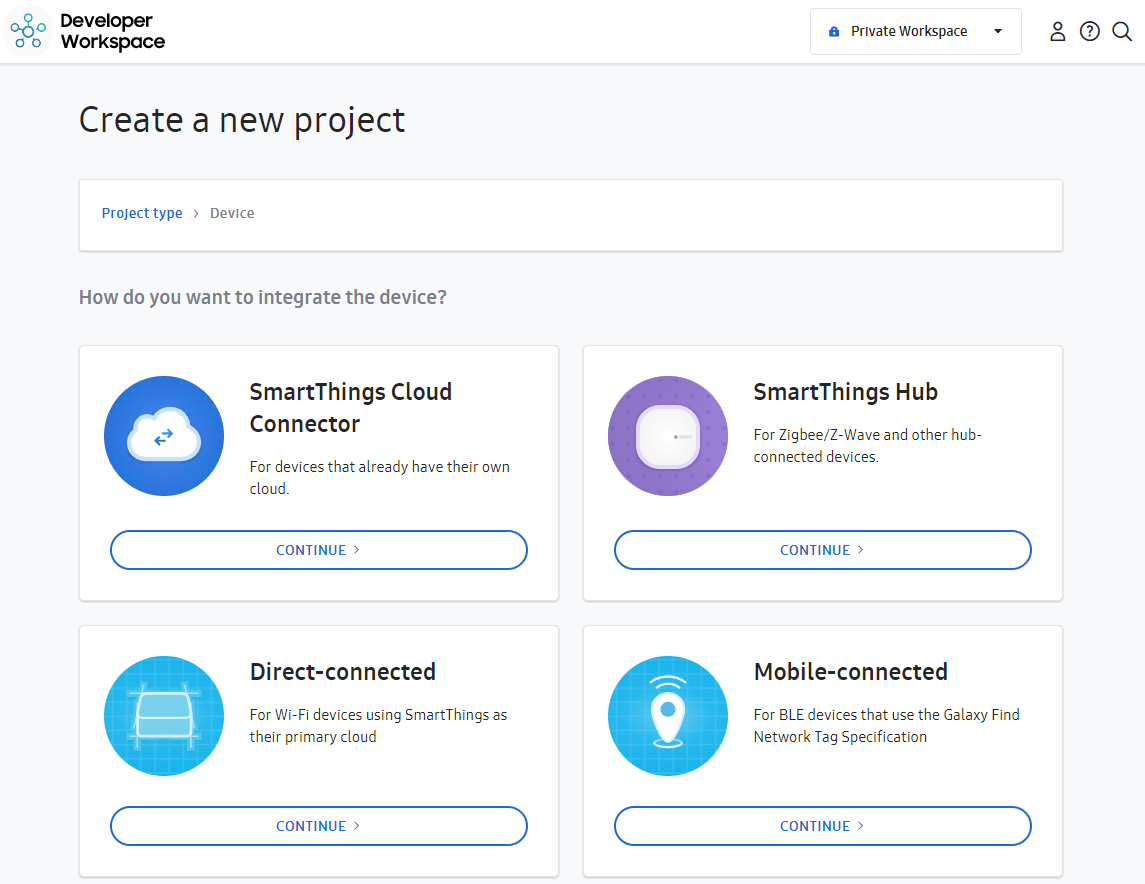 Developer
Workspace
Private Workspace
Create a new project
Project type > Device
How do you want to integrate the device?
SmartThings Cloud
Connector
For devices that already have their own
cloud.
CONTINUE >
SmartThings Hub
For Zigbee/Z-Wave and other hub-
connected devices.
CONTINUE >
Direct-connected
For Wi-Fi devices using SmartThings as
their primary cloud
CONTINUE >
Mobile-connected
For BLE devices that use the Galaxy Find
Network Tag Specification
CONTINUE >